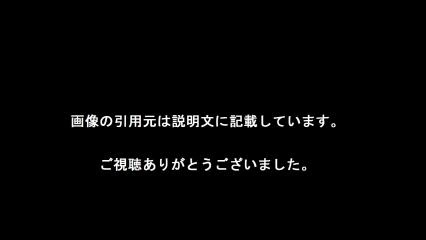 画像の引用元は説明文に記載しています。
ご視聴ありがとうございました。